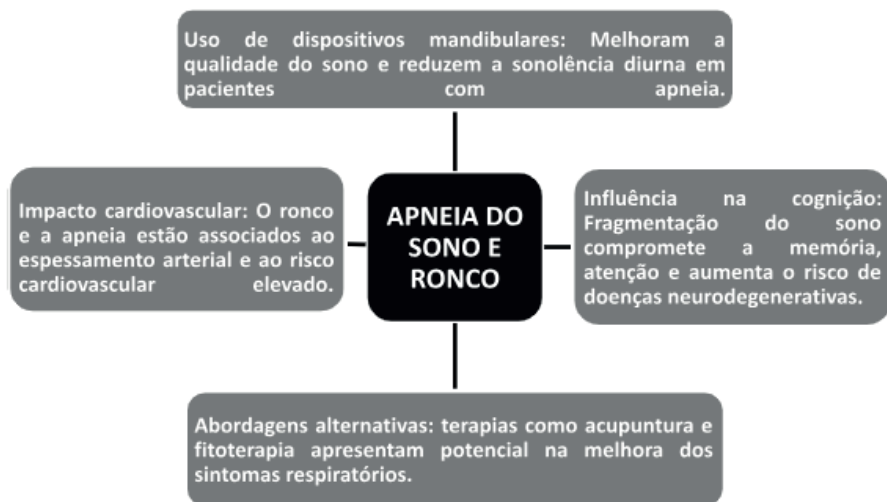 Uso de dispositivos mandibulares: Melhoram a
qualidade do sono e reduzem a sonolência diurna em
pacientes com apneia.
Impacto cardiovascular: O ronco
e a apneia estão associados ao
espessamento arterial e ao risco
cardiovascular elevado.
APNEIA DO
SONO E
RONCO
Influência na cognição:
Fragmentação do sono
compromete a memória,
atenção e aumenta o risco de
doenças neurodegenerativas.
Abordagens alternativas: terapias como acupuntura e
fitoterapia apresentam potencial na melhora dos
sintomas respiratórios.